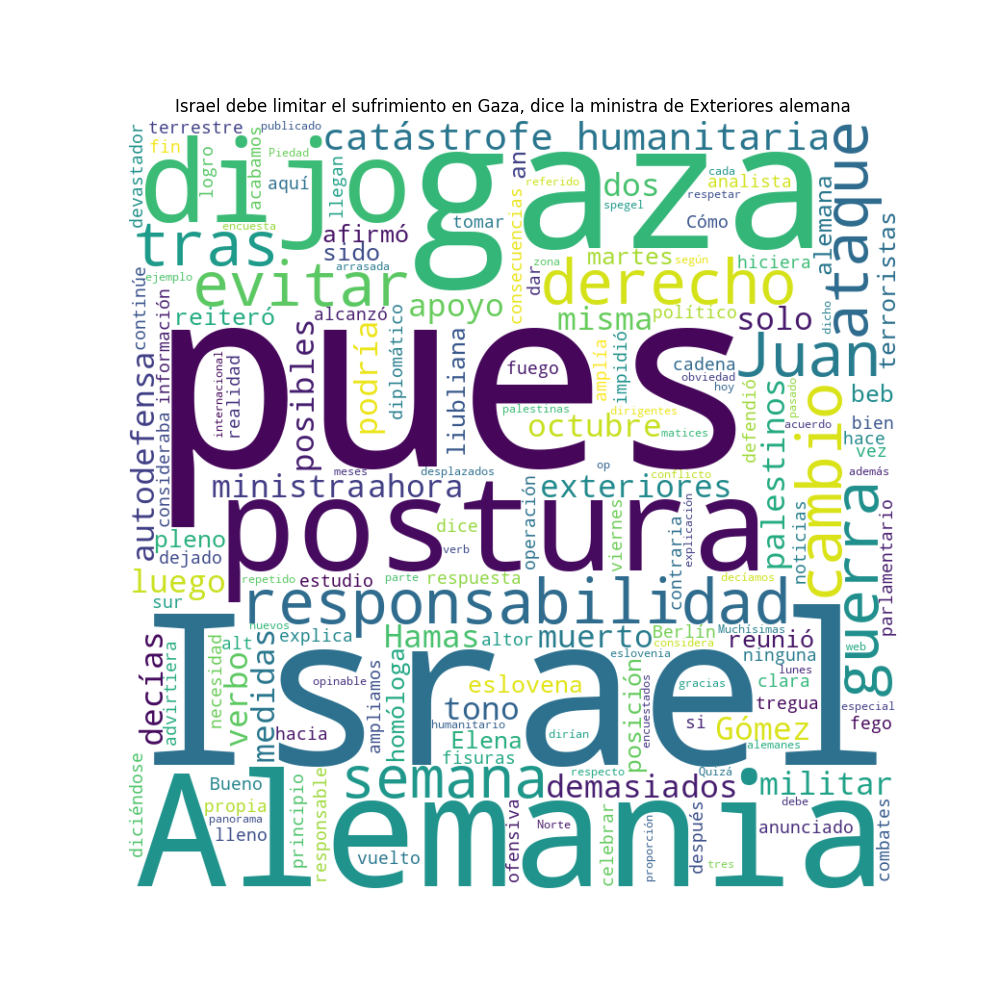 Israel debe limitar el sufrimiento en Gaza, dice la ministra de Exteriores alemana
terrestre
publicado
catástrofe humanitaria
devastador
fin
logro
acabamos
Piedad
aquí
llegan
dijo
gaza
an
referido
dos
spegel
cada
analista
respetar
Cómo
ataque
tomar
encuesta
afirmó
tras
sido
arrasada
consecuencias
martes
según
hiciera
alemana
terroristas
ejemplo
evitar
zona
dar
derecho
continúe
información
reiteró
alcanzó
apoyo
diplomático
misma
político
solo
dicho
pues
posibles
podría
liubliana
fuego
amplía
impidió
cadena
obviedad
hoy
Juan
internacional
realidad
palestinas
dirigentes
octubre
matices
defendió
palestinos
pasado
acuerdo
beb
bien
hace
vez
cambio
autodefensa
consideraba
meses
desplazados
op
conflicto
además
ministra
ahora
exteriores
postura
operación
viernes
contraria
explicación
noticias
guerra
parlamentario
pleno
dejado
dice
verb
luego
repetido
estudio
parte
respuesta
decíamos
sur
responsabilidad
nuevos
alt
explica
Hamas
altor
muerto
Berlín
Muchísimas
considera
reunió
web
decías
advirtiera
necesidad
verbo
medidas
Israel
opinable
ampliamos
homóloga
eslovena
eslovenia
posición
encuestados
gracias
ninguna
lunes
clara
tregua
especial
hacia
tono
humanitario
dirían
si
Gómez
fego
Elena
fisuras
alemanes
diciéndose
Bueno
semana
respecto
demasiados
Quizá
militar
propia
panorama
lleno
principio
responsable
Alemania
ofensiva
Norte
celebrar
proporción
después
debe
anunciado
combates
vuelto
tres